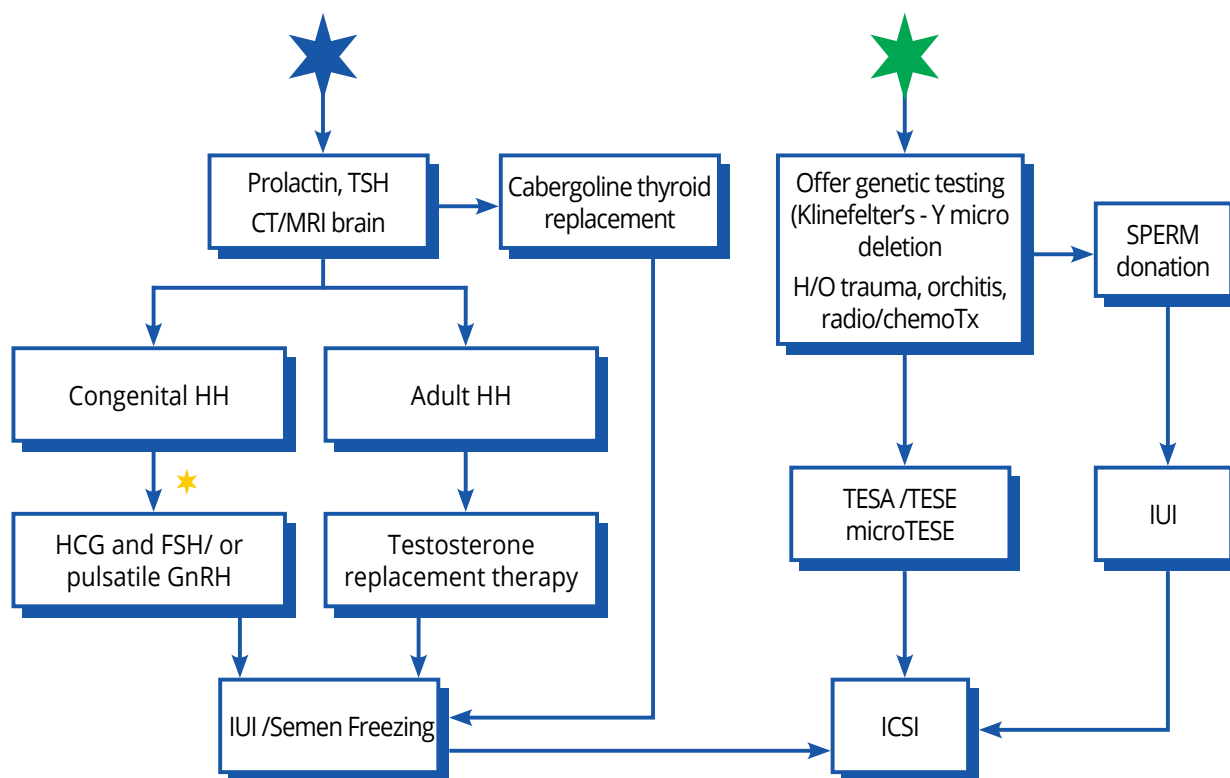 Prolactin, TSH
CT/MRI brain
Cabergoline thyroid
replacement
Offer genetic testing
(Klinefelter's - Y micro
deletion
H/O trauma, orchitis,
radio/chemoTx
SPERM
donation
Congenital HH
Adult HH
HCG and FSH/ or
pulsatile GnRH
Testosterone
replacement therapy
TESA /TESE
microTESE
IUI
IUI /Semen Freezing
ICSI